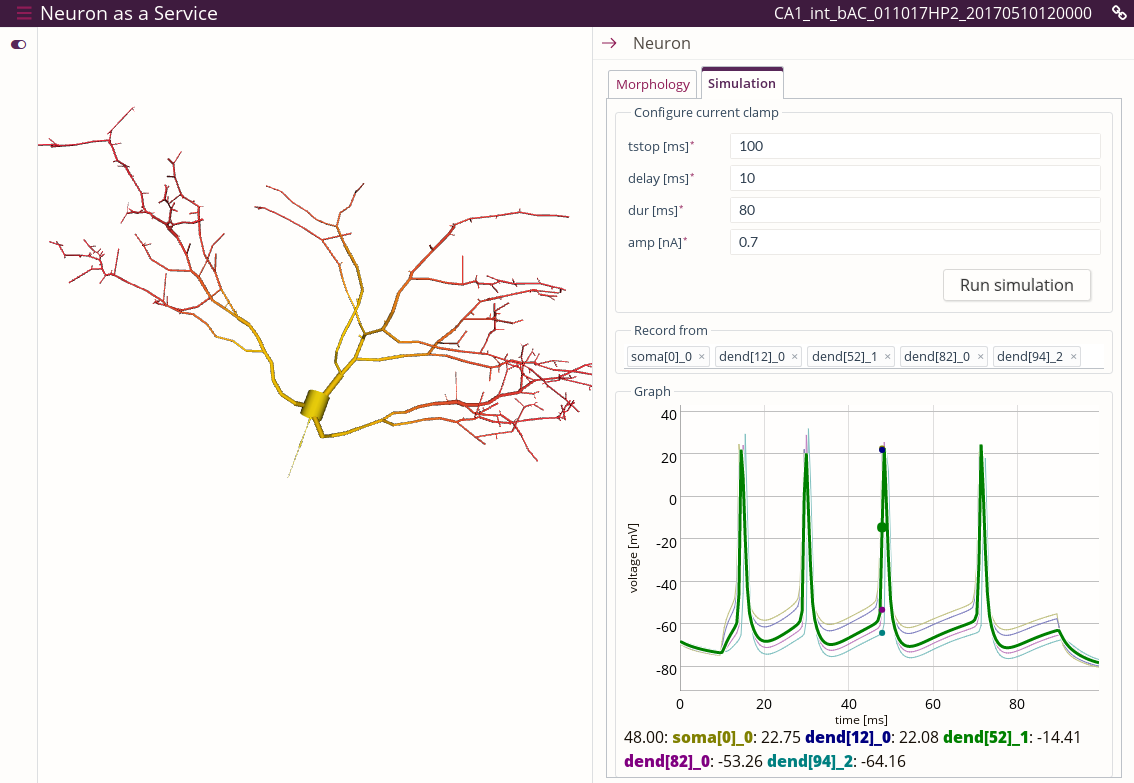 Neuron as a Service
CA1_int_bAC_011017HP2_20170510120000
Neuron
Morphology
Simulation
Configure current clamp
tstop [ms]* 100
delay [ms]* 10
dur [ms]* 80
amp [nA]* 0.7
Run simulation
Record from
soma[0]_0 × dend[12]_0 × dend[52]_1 × dend[82]_0 × dend[94]_2 ×
Graph
40
20
0
-20
-40
-60
-80
voltage [mV]
0 20 40 60 80
time [ms]
48.00: soma[0]_0: 22.75 dend[12]_0: 22.08 dend[52]_1: -14.41
dend[82]_0: -53.26 dend[94]_2: -64.16